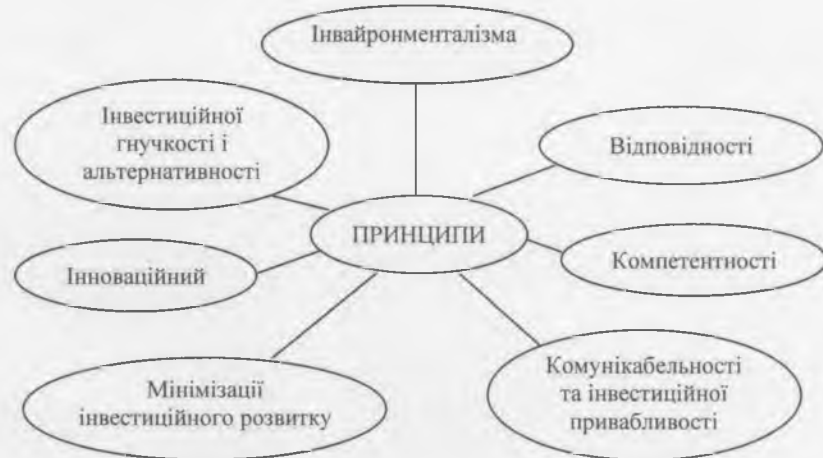 Інвайронменталізма
Інвестиційної
гнучкості і
альтернативності
Відповідності
ПРИНЦИПИ
Інноваційний
Компетентності
Мінімізації
інвестиційного розвитку
Комунікабельності
та інвестиційної
привабливості